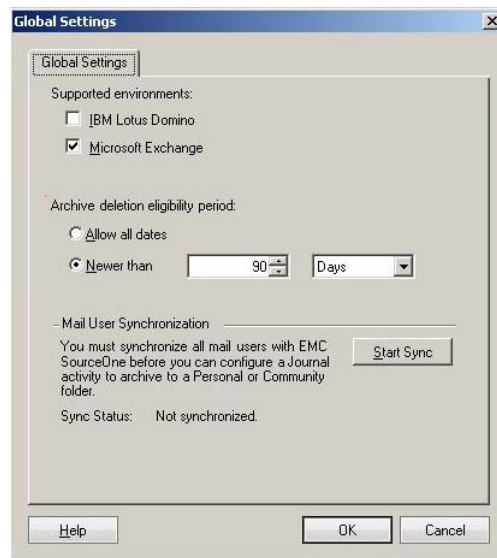 Global Settings
Global Settings
Supported environments:
IBM Lotus Domino
Microsoft Exchange
Archive deletion eligibility period:
Allow all dates
Newer than 90 Days
Mail User Synchronization
You must synchronize all mail users with EMC
SourceOne before you can configure a Journal
activity to archive to a Personal or Community
folder.
Start Sync
Sync Status: Not synchronized.
Help OK Cancel